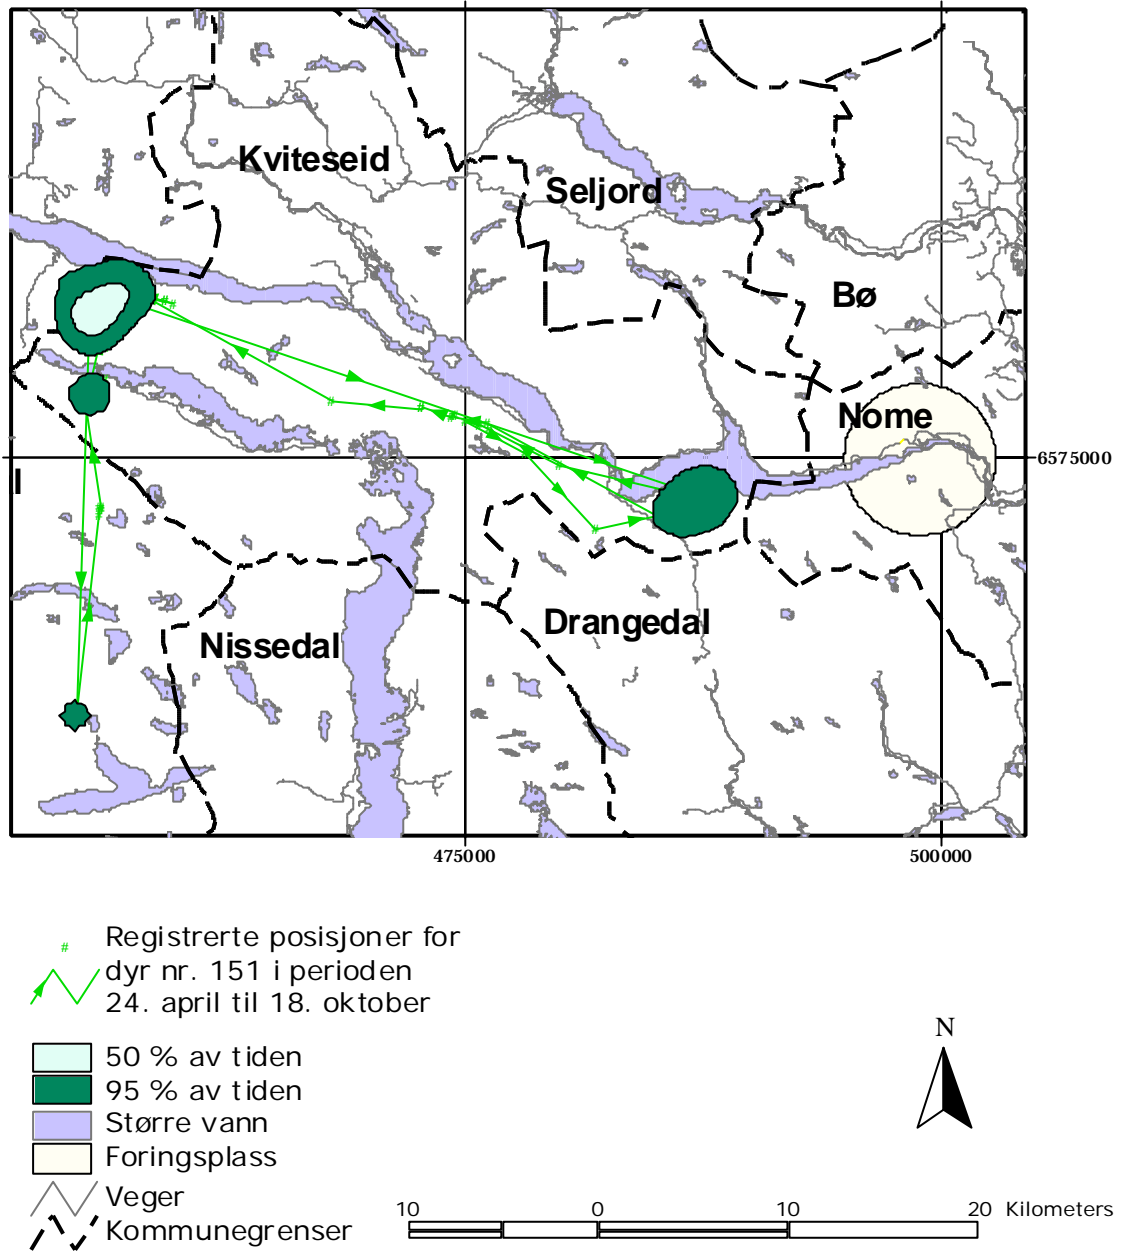 Kviteseid
Seljord
Bø
Nome
6575000
l
Drangedal
Nissedal
475000
500000
Registrerte posisjoner for
dyr nr. 151 i perioden
24. april til 18. oktober
50 % av tiden
95 % av tiden
Større vann
Foringsplass
Veger
Kommunegrenser
N
10 0 10 20 Kilometers